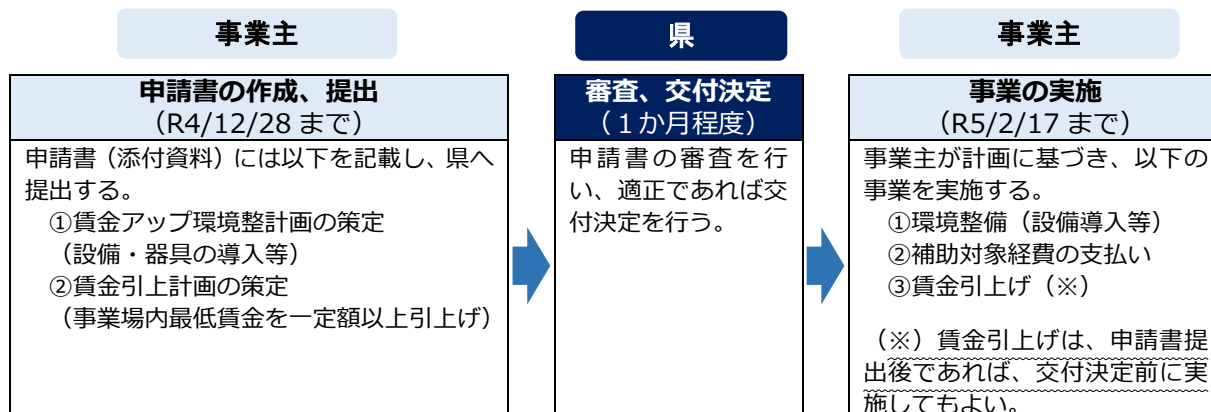 事業主
申請書の作成、提出
（R4/12/28 まで）
申請書（添付資料）には以下を記載し、県へ
提出する。
①賃金アップ環境整計画の策定
（設備・器具の導入等）
②賃金引上計画の策定
（事業場内最低賃金を一定額以上引上げ）
県
審査、交付決定
（１か月程度）
申請書の審査を行
い、適正であれば交
付決定を行う。
事業主
事業の実施
（R5/2/17 まで）
事業主が計画に基づき、以下の
事業を実施する。
①環境整備（設備導入等）
②補助対象経費の支払い
③賃金引上げ（※）
（※）賃金引上げは、申請書提
出後であれば、交付決定前に実
施してもよい。